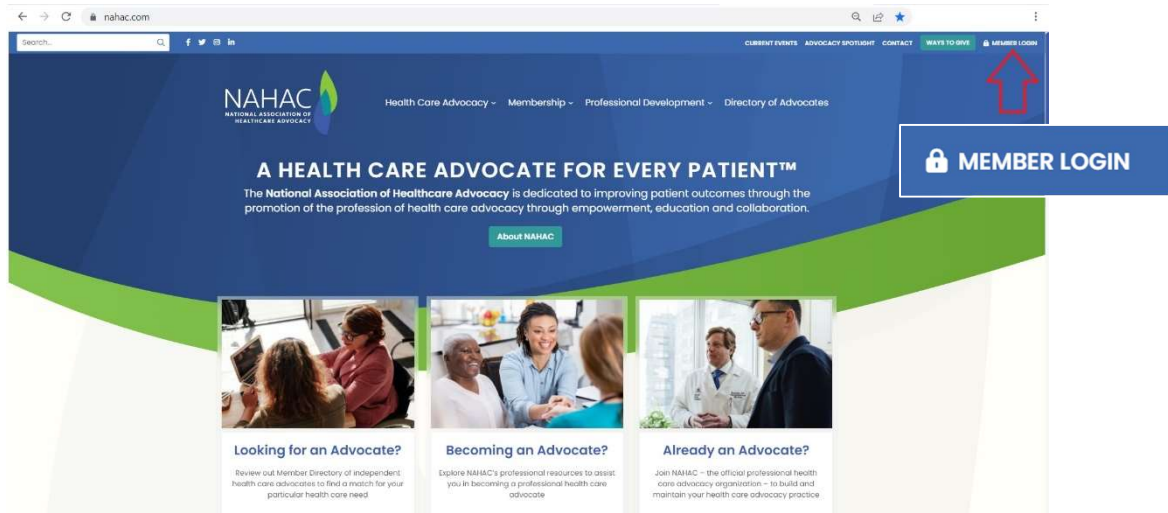 nahac.com
Search..
CURRENT EVENTS ADVOCACY SPOTLIGHT CONTACT WAYS TO GIVE MEMBER LOGIN
NAHAC
NATIONAL ASSOCIATION OF
HEALTHCARE ADVOCACY
Health Care Advocacy Membership Professional Development Directory of Advocates
MEMBER LOGIN
A HEALTH CARE ADVOCATE FOR EVERY PATIENT™
The National Association of Healthcare Advocacy is dedicated to improving patient outcomes through the
promotion of the profession of health care advocacy through empowerment, education and collaboration.
About NAHAC
Looking for an Advocate?
Review out Member Directory of independent
health care advocates to find a match for your
particular health care need
Becoming an Advocate?
Explore NAHAC's professional resources to assist
you in becoming a professional health care
advocate
Already an Advocate?
Join NAHAC – the official professional health
care advocacy organization – to build and
maintain your health care advocacy practice